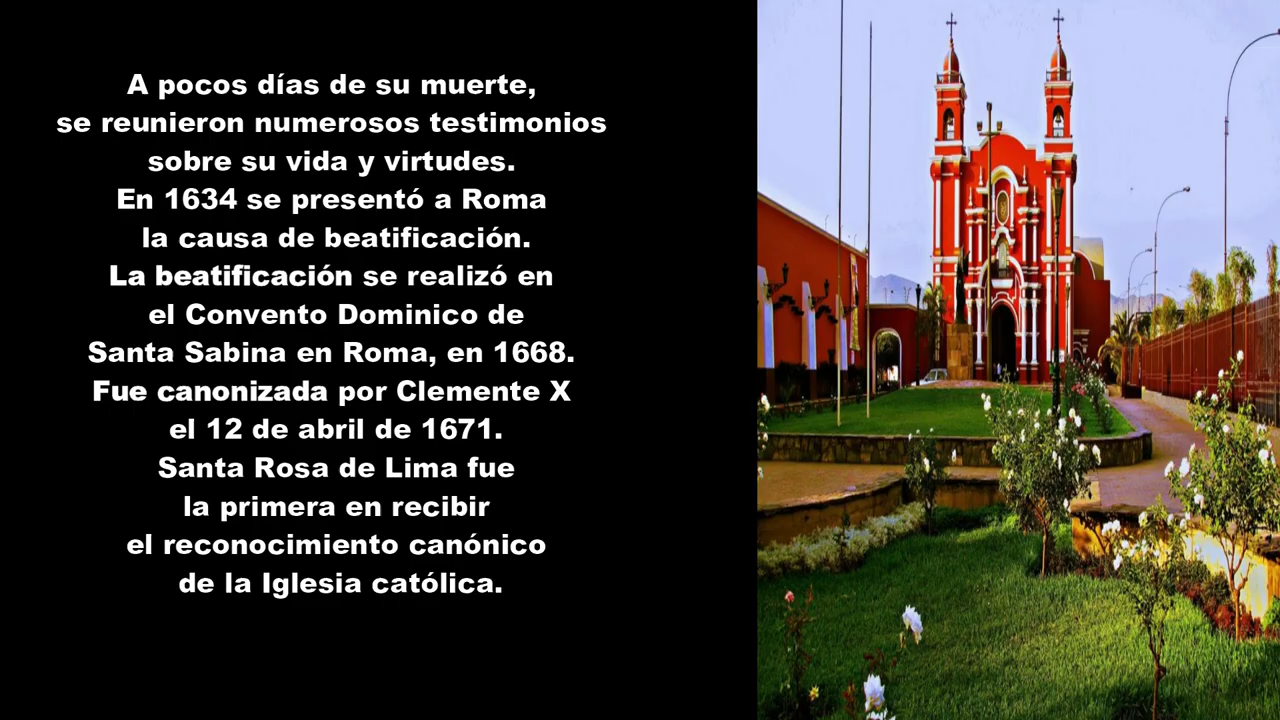 A pocos días de su muerte,
se reunieron numerosos testimonios
sobre su vida y virtudes.
En 1634 se presentó a Roma
la causa de beatificación.
La beatificación se realizó en
el Convento Dominico de
Santa Sabina en Roma, en 1668.
Fue canonizada por Clemente X
el 12 de abril de 1671.
Santa Rosa de Lima fue
la primera en recibir
el reconocimiento canónico
de la Iglesia católica.